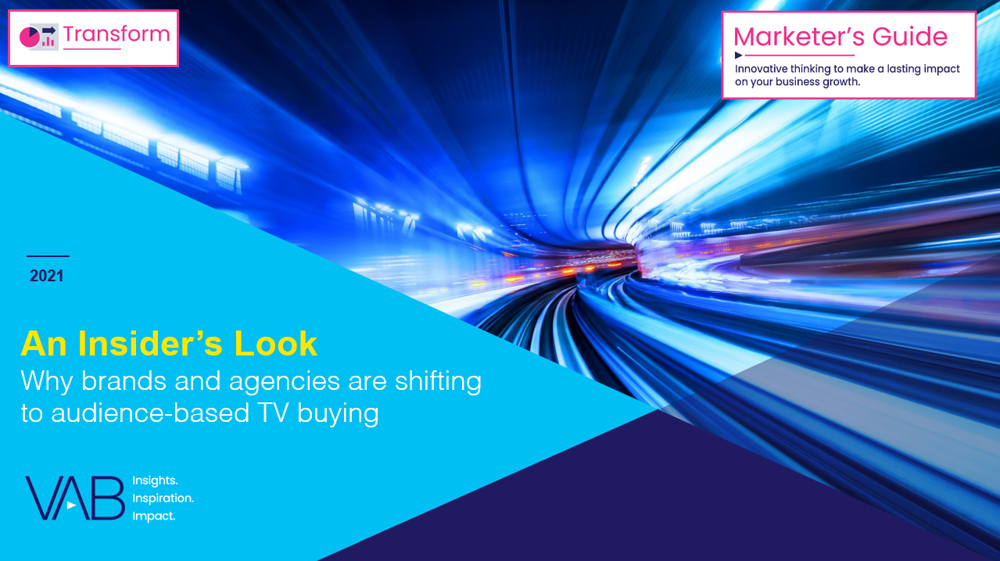 Transform
Marketer's Guide
Innovative thinking to make a lasting impact
on your business growth.
2021
An Insider’s Look
Why brands and agencies are shifting
to audience-based TV buying
VAB
Insights.
Inspiration.
Impact.